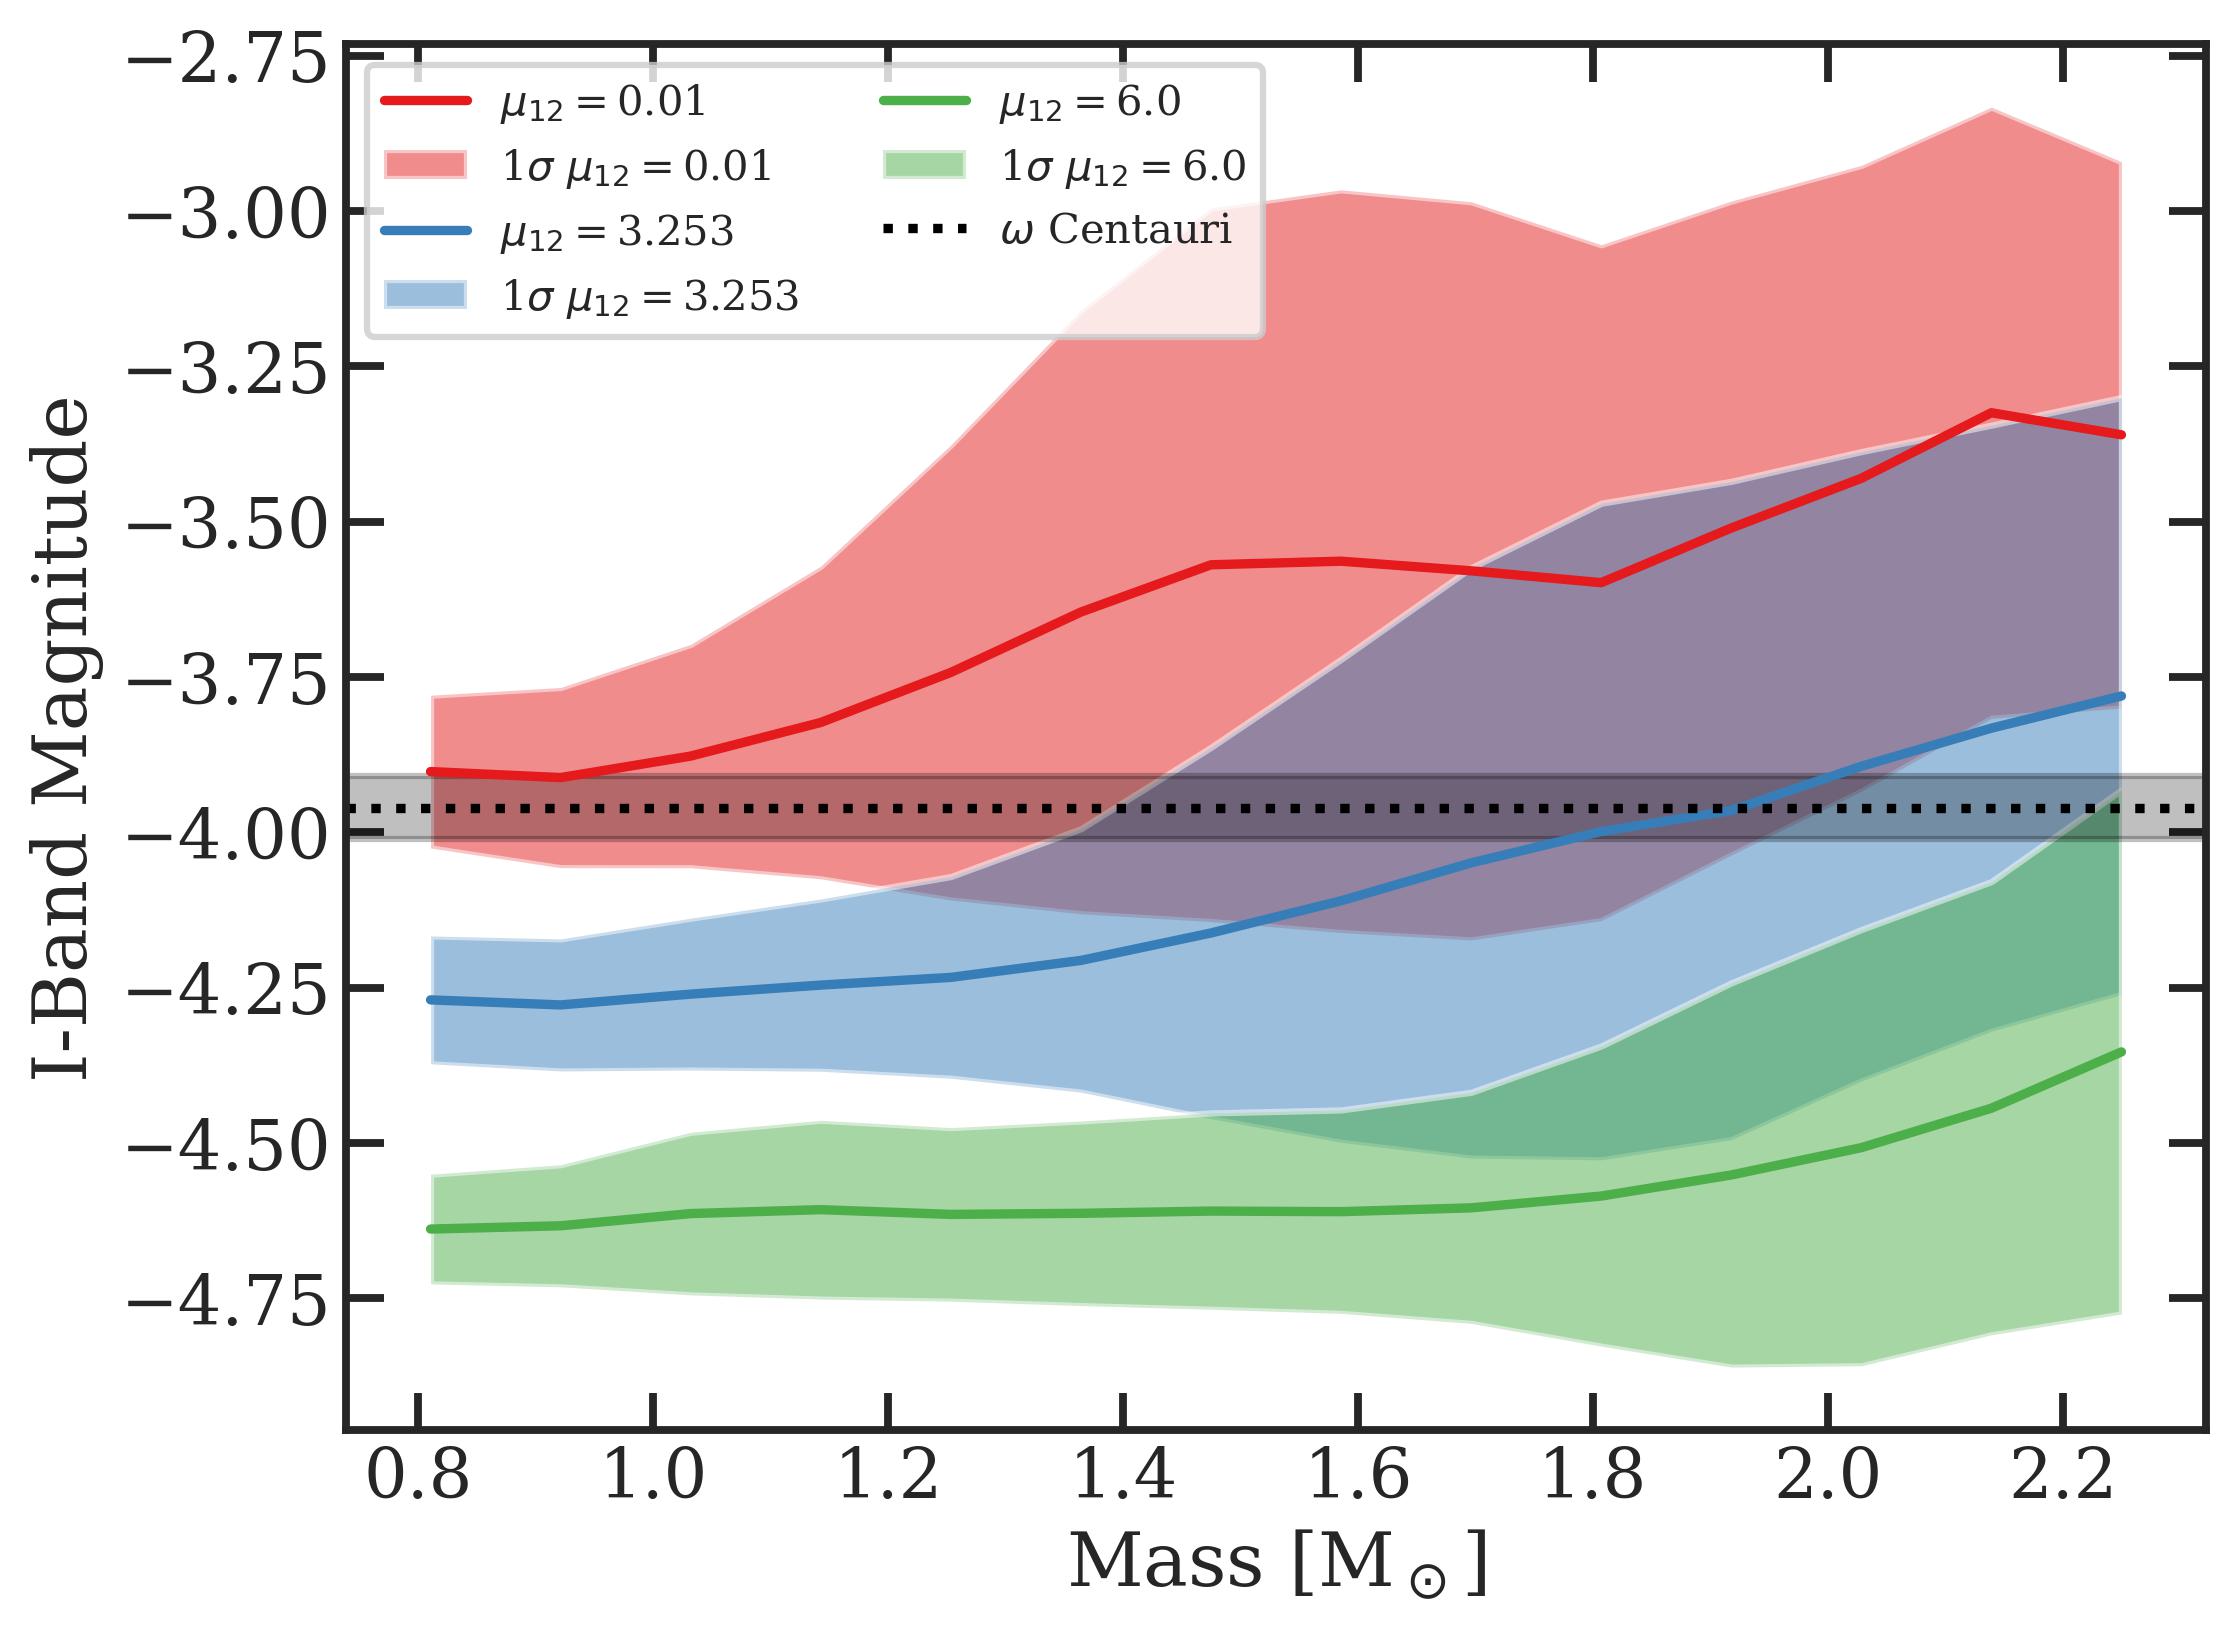 I-Band Magnitude
−2.75
−3.00
−3.25
−3.50
−3.75
−4.00
−4.25
−4.50
−4.75
μ₁₂ = 0.01
1σ μ₁₂ = 0.01
μ₁₂ = 3.253
1σ μ₁₂ = 3.253
μ₁₂ = 6.0
1σ μ₁₂ = 6.0
ω Centauri
0.8 1.0 1.2 1.4 1.6 1.8 2.0 2.2
Mass [M☉]